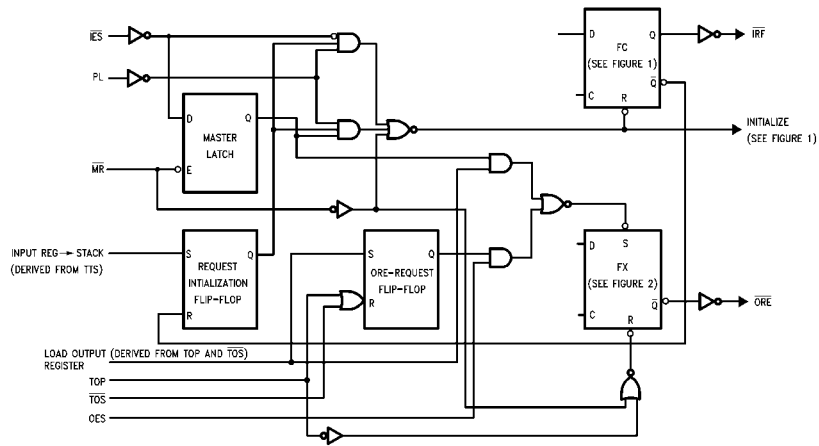 IES
PL
MR
INPUT REG→STACK
(DERIVED FROM TTS)
LOAD OUTPUT (DERIVED FROM TOP AND TOS)
REGISTER
TOP
TOS
OES
D
Q
MASTER
LATCH
E
S
Q
REQUEST
INTIALIZATION
FLIP-FLOP
R
S
Q
ORE-REQUEST
FLIP-FLOP
R
D
Q
FC
(SEE FIGURE 1)
Q
C
R
IRF
INITIALIZE
(SEE FIGURE 1)
D
S
FX
(SEE FIGURE 2)
Q
C
R
ORE